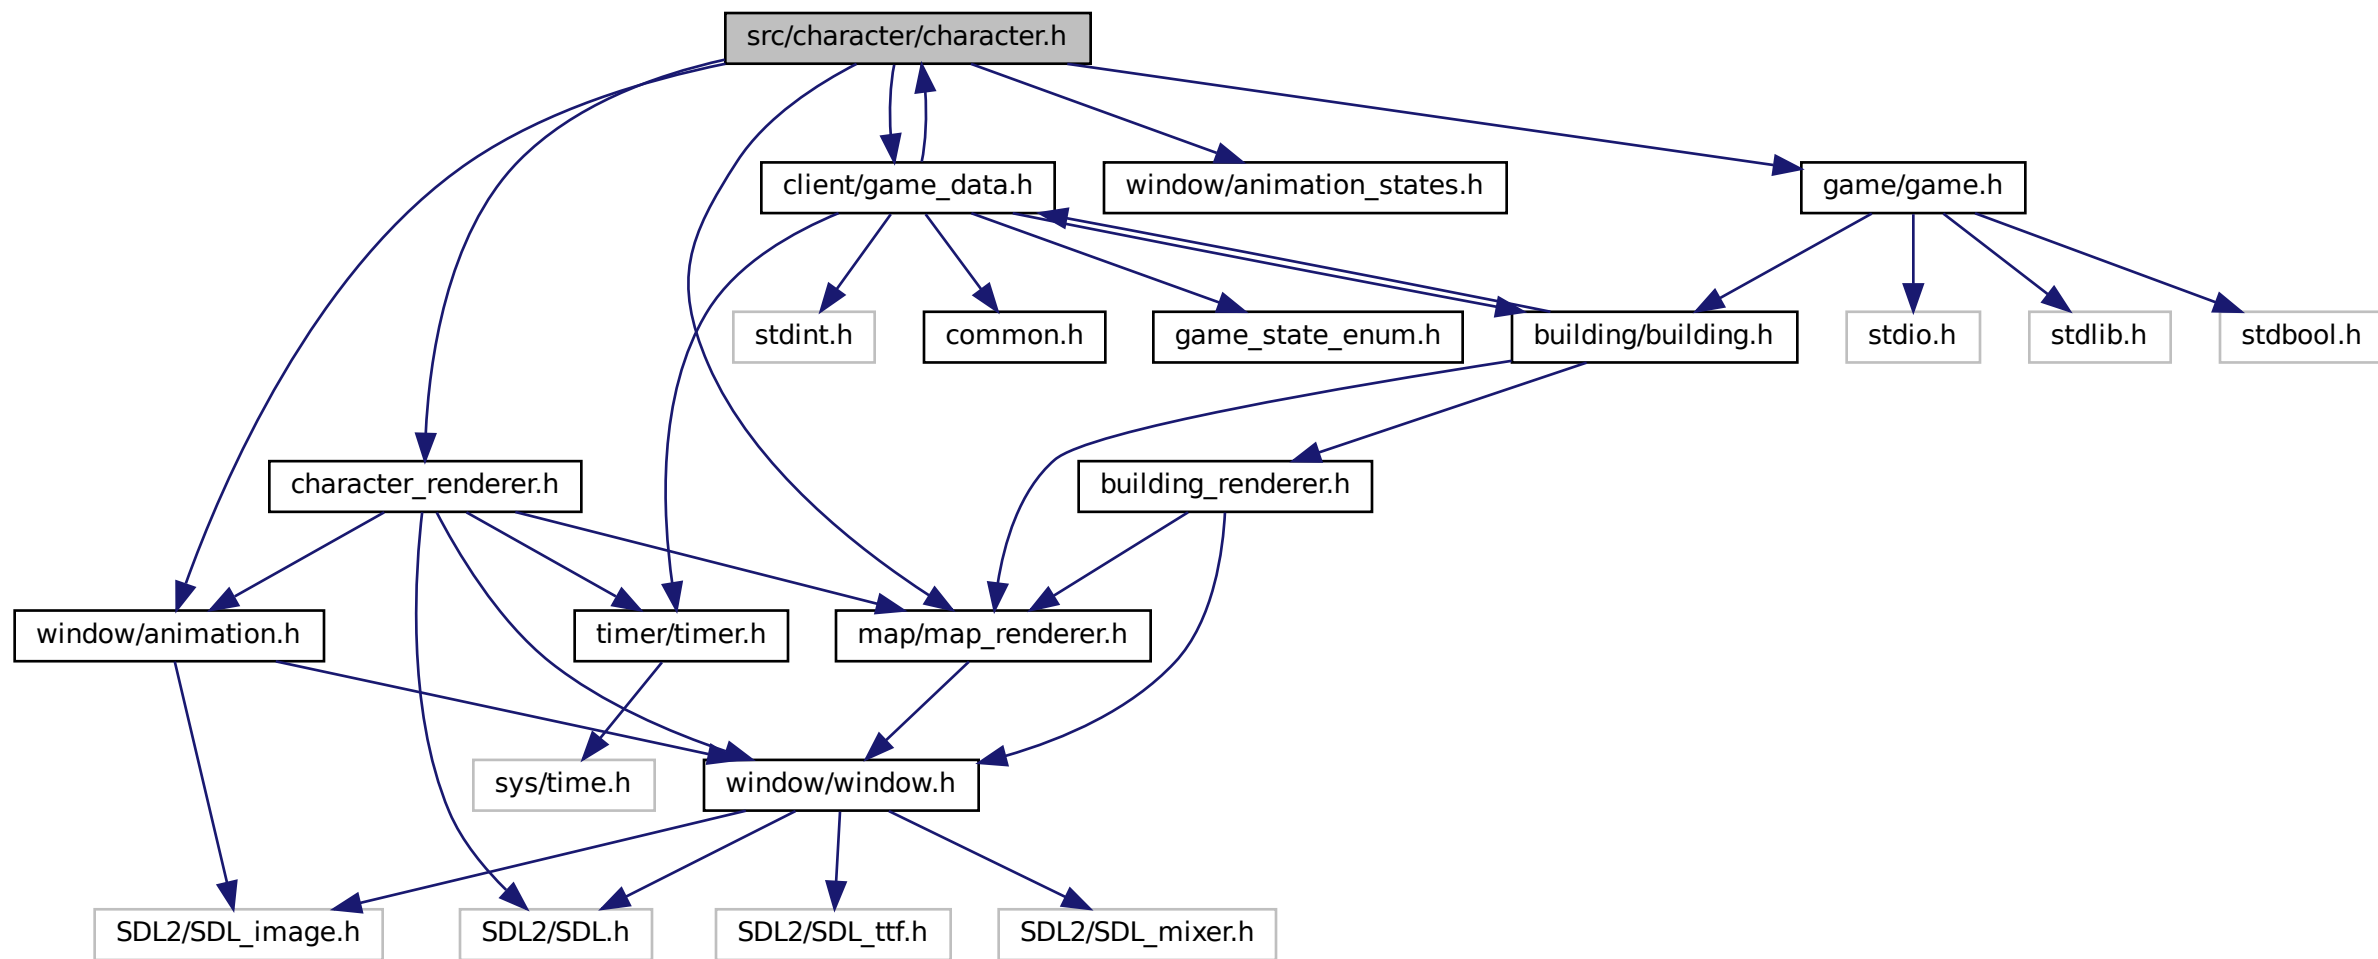 src/character/character.h
client/game_data.h
window/animation_states.h
game/game.h
stdint.h
common.h
game_state_enum.h
building/building.h
stdio.h
stdlib.h
stdbool.h
character_renderer.h
building_renderer.h
window/animation.h
timer/timer.h
map/map_renderer.h
sys/time.h
window/window.h
SDL2/SDL_image.h
SDL2/SDL.h
SDL2/SDL_ttf.h
SDL2/SDL_mixer.h